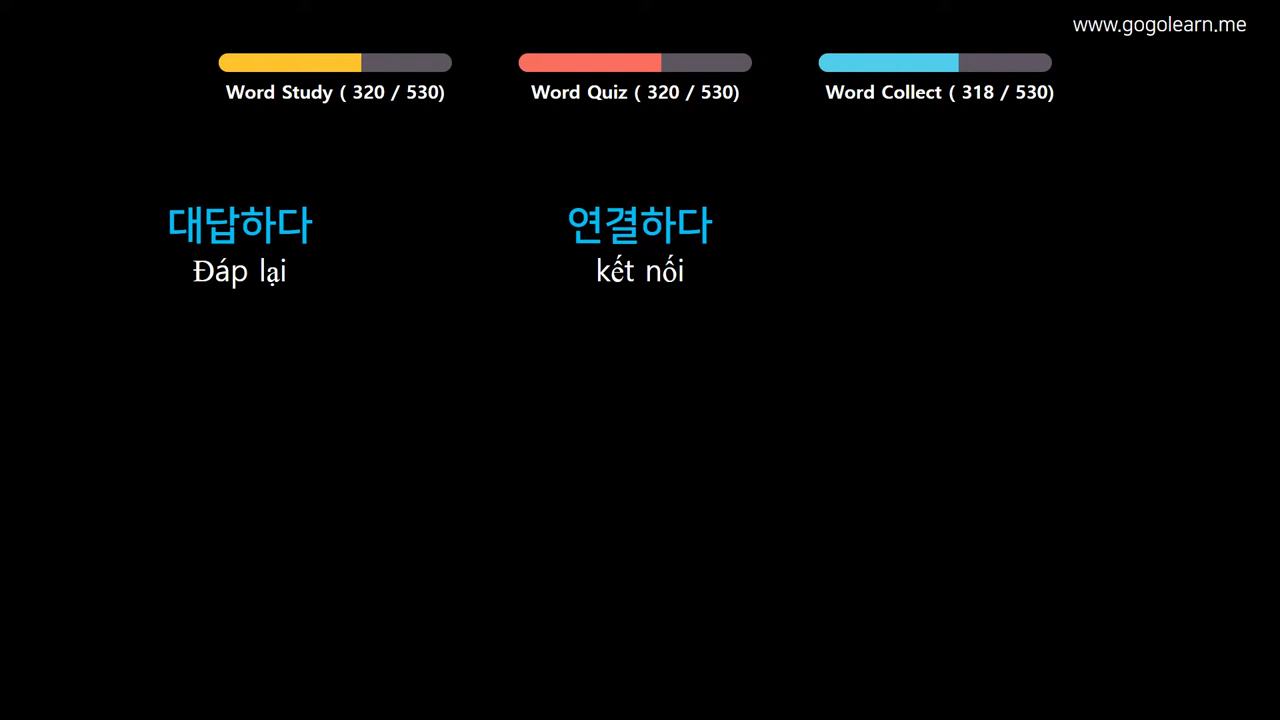 www.gogolearn.me
Word Study ( 320 / 530)
Word Quiz ( 320 / 530)
Word Collect ( 318 / 530)
대답하다
Đáp lại
연결하다
kết nối